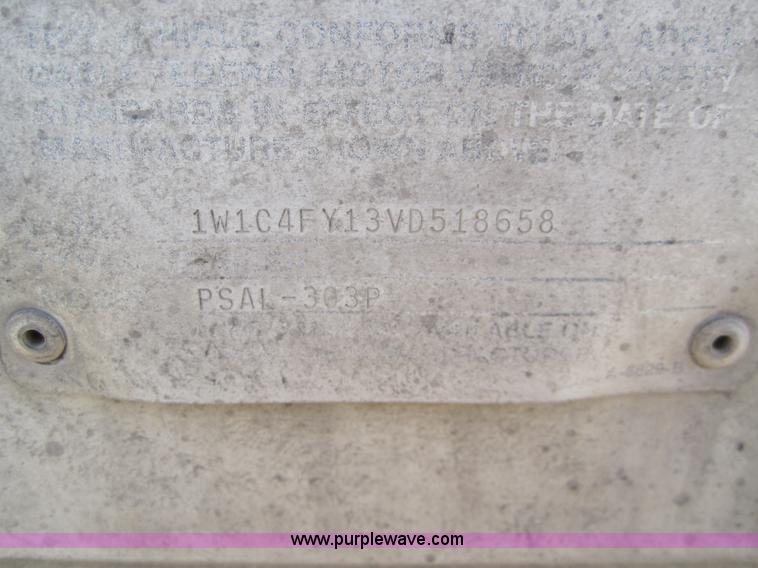 THIS VEHICLE CONFORMS TO ALL APPLI-
CABLE FEDERAL MOTOR VEHICLE SAFETY
STANDARDS IN EFFECT ON THE DATE OF
MANUFACTURE SHOWN ABOVE.
1W1C4FY13VD518658
PSAL-303P
www.purplewave.com